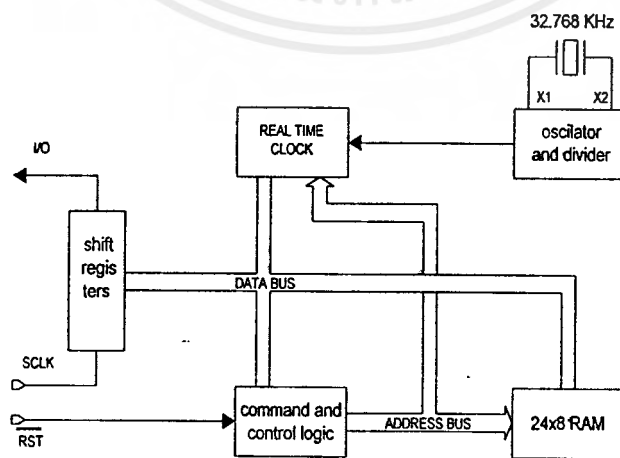 32.768 KHz
X1
X2
REAL TIME
CLOCK
oscilator
and divider
I/O
shift
regis
ters
DATA BUS
SCLK
command and
control logic
ADDRESS BUS
24x8 RAM
RST